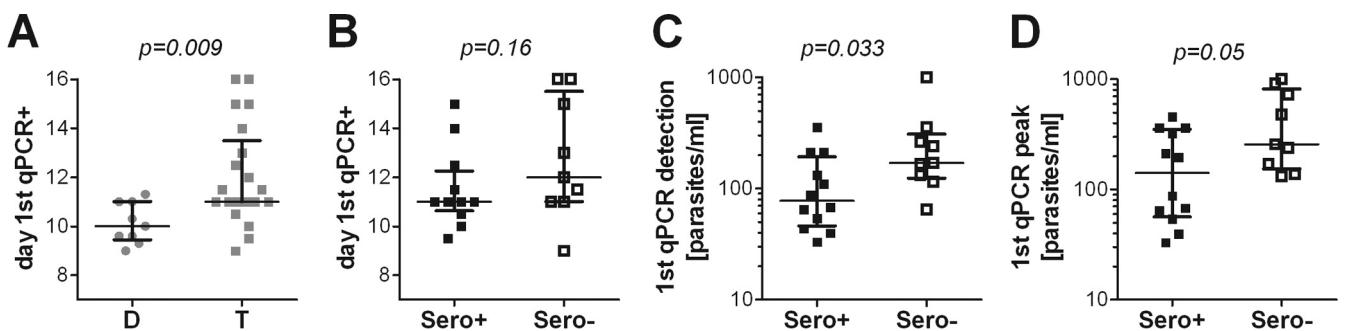 A
p=0.009
day 1st qPCR+
16
14
12
10
8
D
T
B
p=0.16
day 1st qPCR+
16
14
12
10
8
Sero+
Sero-
C
p=0.033
1st qPCR detection
[parasites/ml]
1000
100
10
Sero+
Sero-
D
p=0.05
1st qPCR peak
[parasites/ml]
1000
100
10
Sero+
Sero-